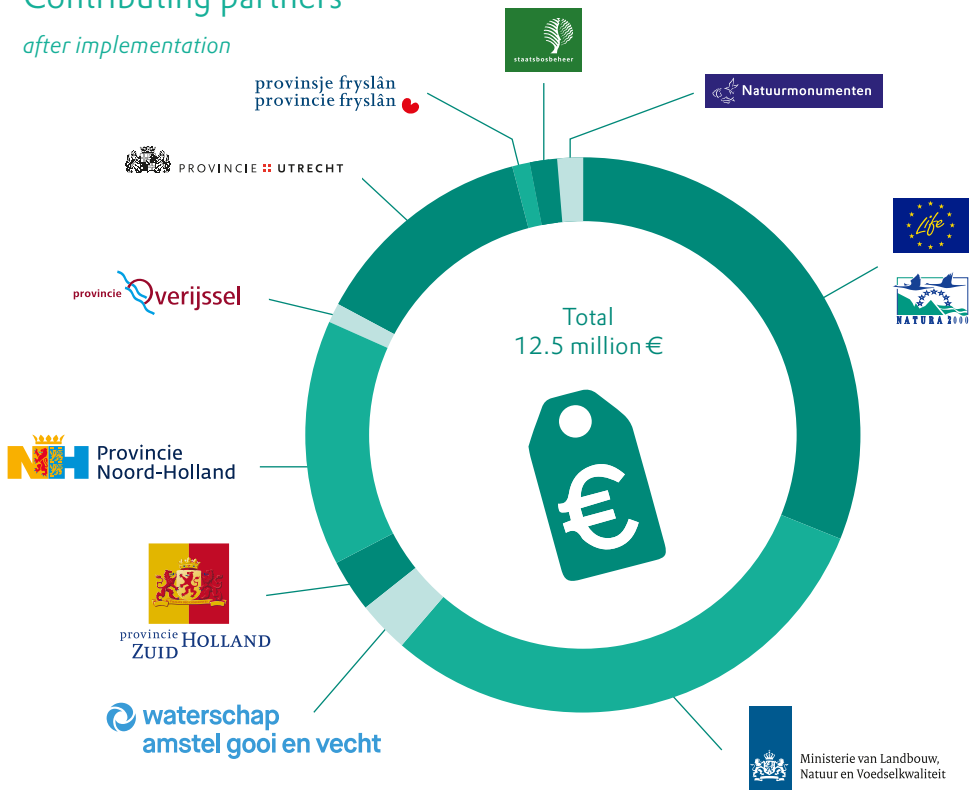 Contributing partners
after implementation
staatsbosbeheer
provinsje fryslân
provincie fryslân
Natuurmonumenten
PROVINCIE UTRECHT
Life
NATURA 2000
provincie Overijssel
Total
12.5 million €
€
NH Provincie
Noord-Holland
provincie
ZUID HOLLAND
waterschap
amstel gooi en vecht
Ministerie van Landbouw,
Natuur en Voedselkwaliteit